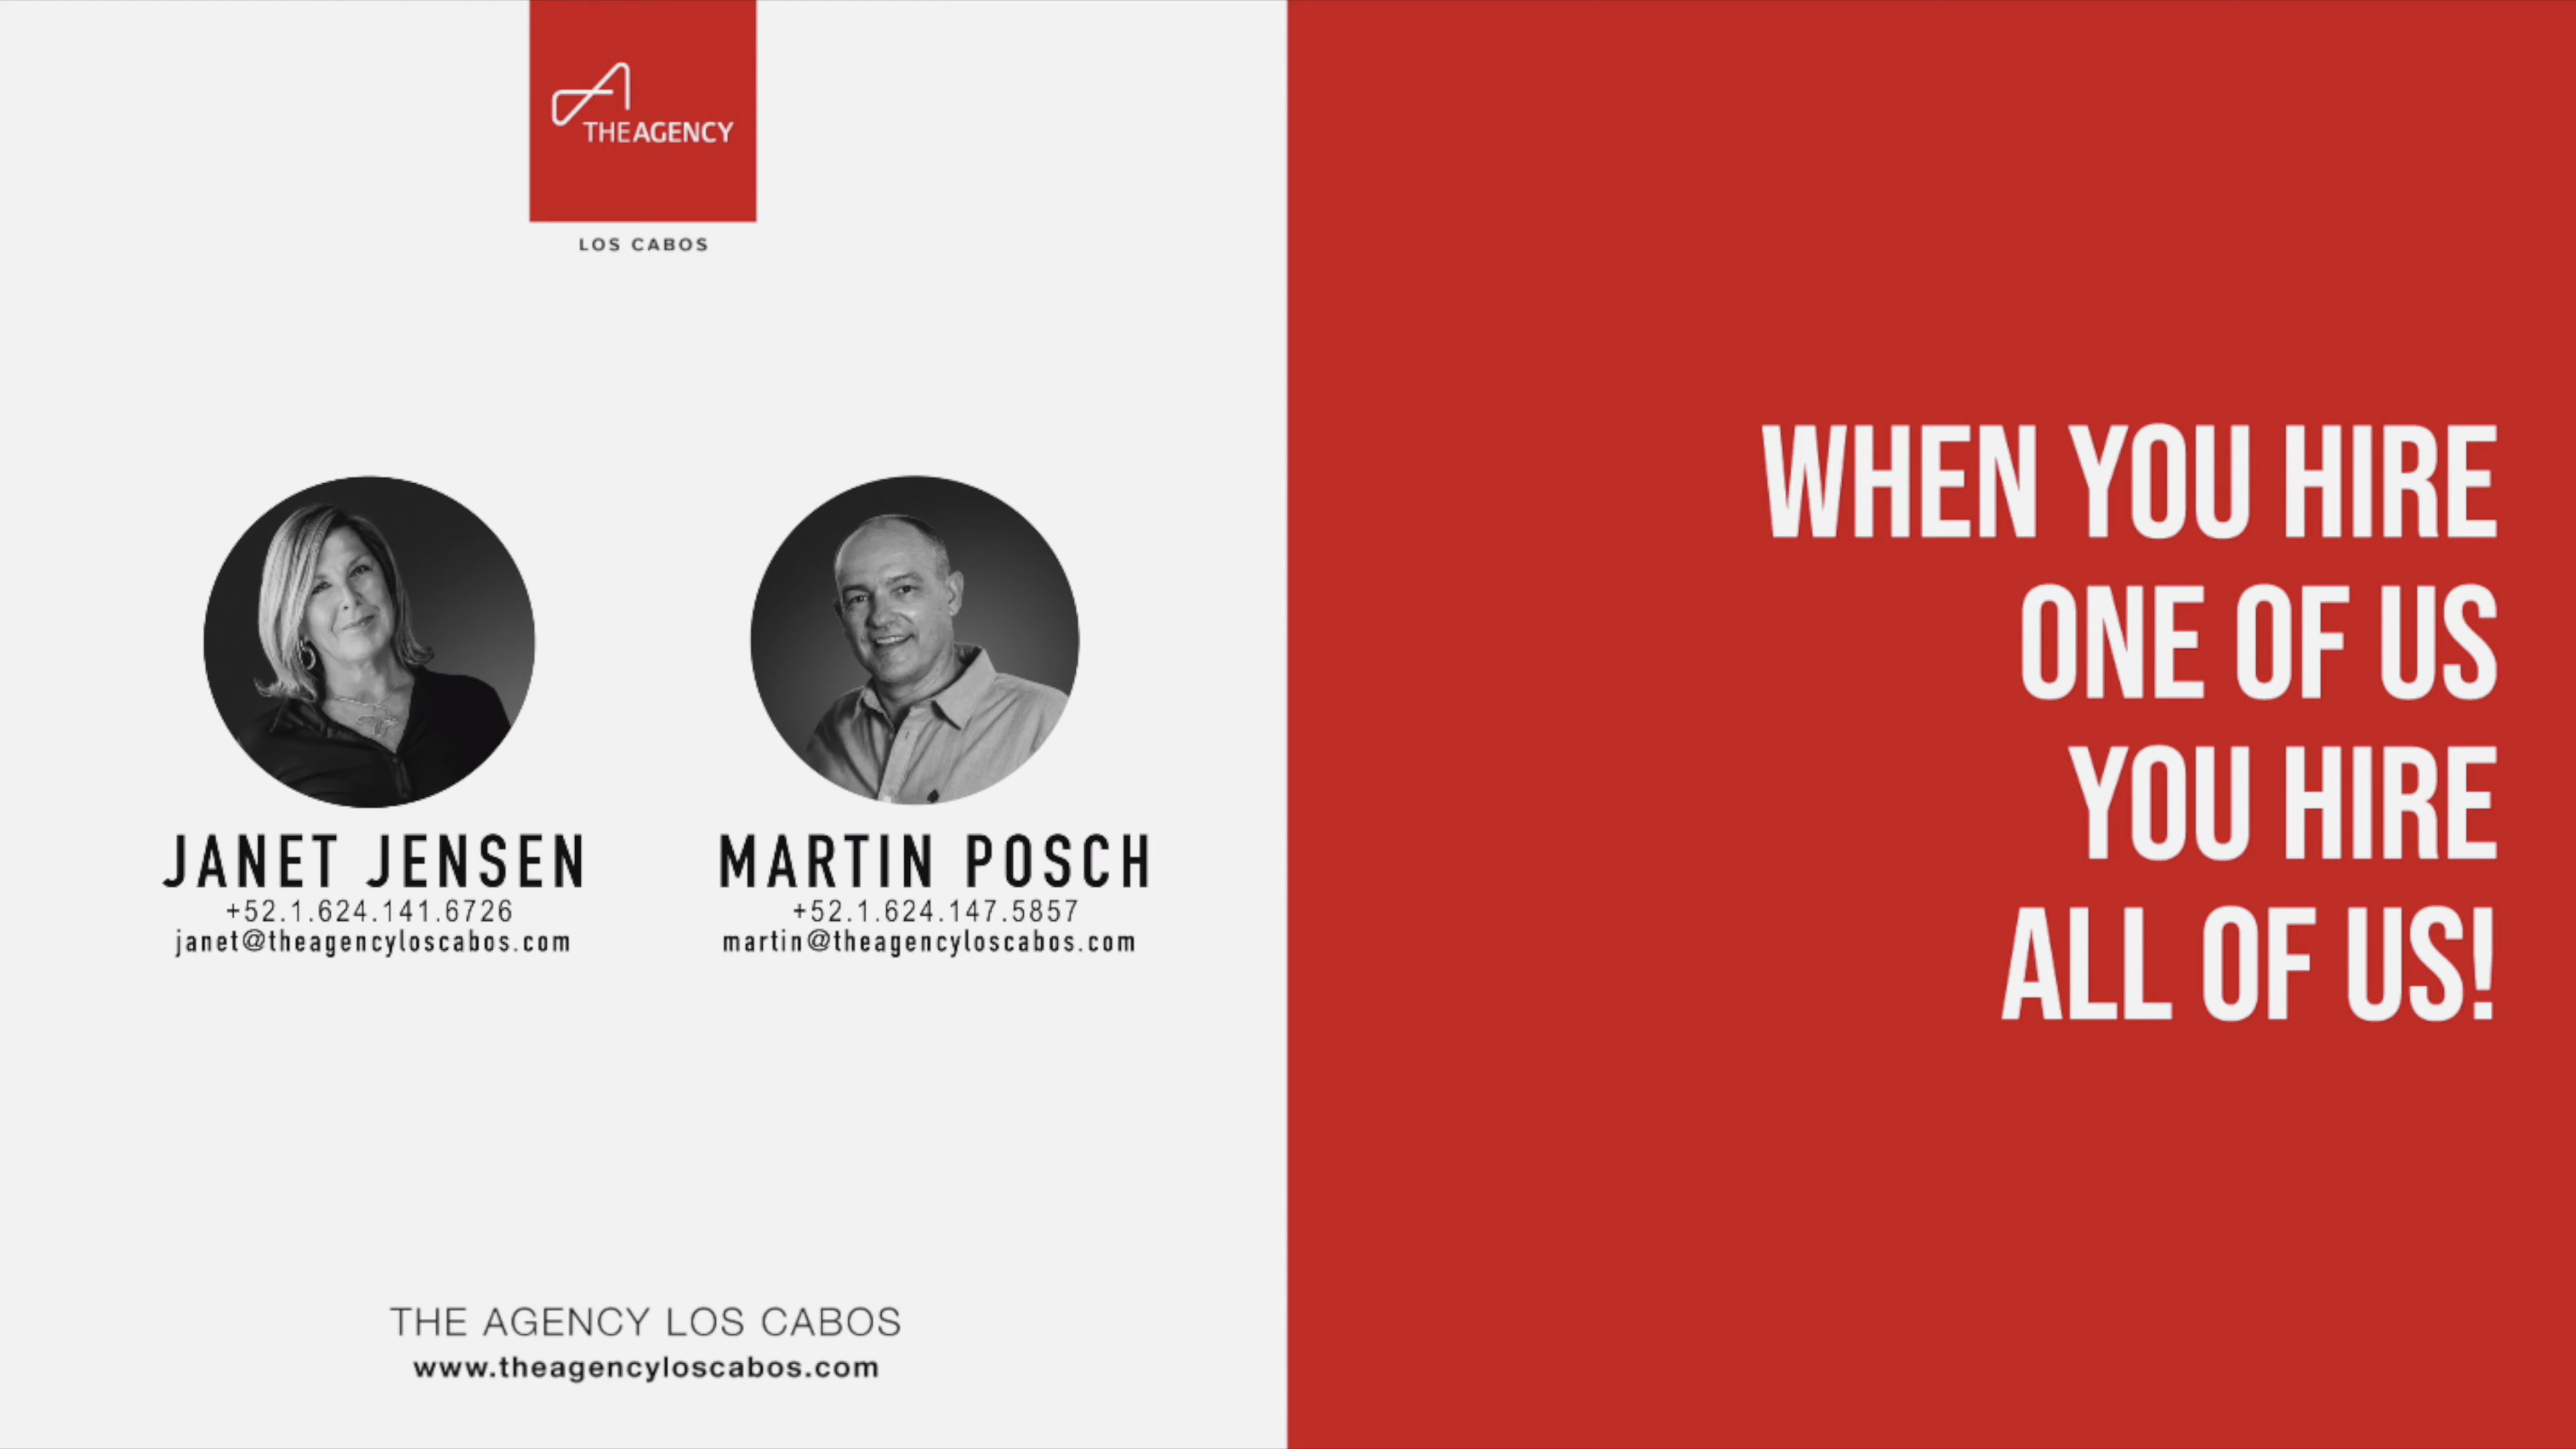 THEAGENCY
LOS CABOS
JANET JENSEN
+52.1.624.141.6726
janet@theagencyloscabos.com
MARTIN POSCH
+52.1.624.147.5857
martin@theagencyloscabos.com
THE AGENCY LOS CABOS
www.theagencyloscabos.com
WHEN YOU HIRE
ONE OF US
YOU HIRE
ALL OF US!